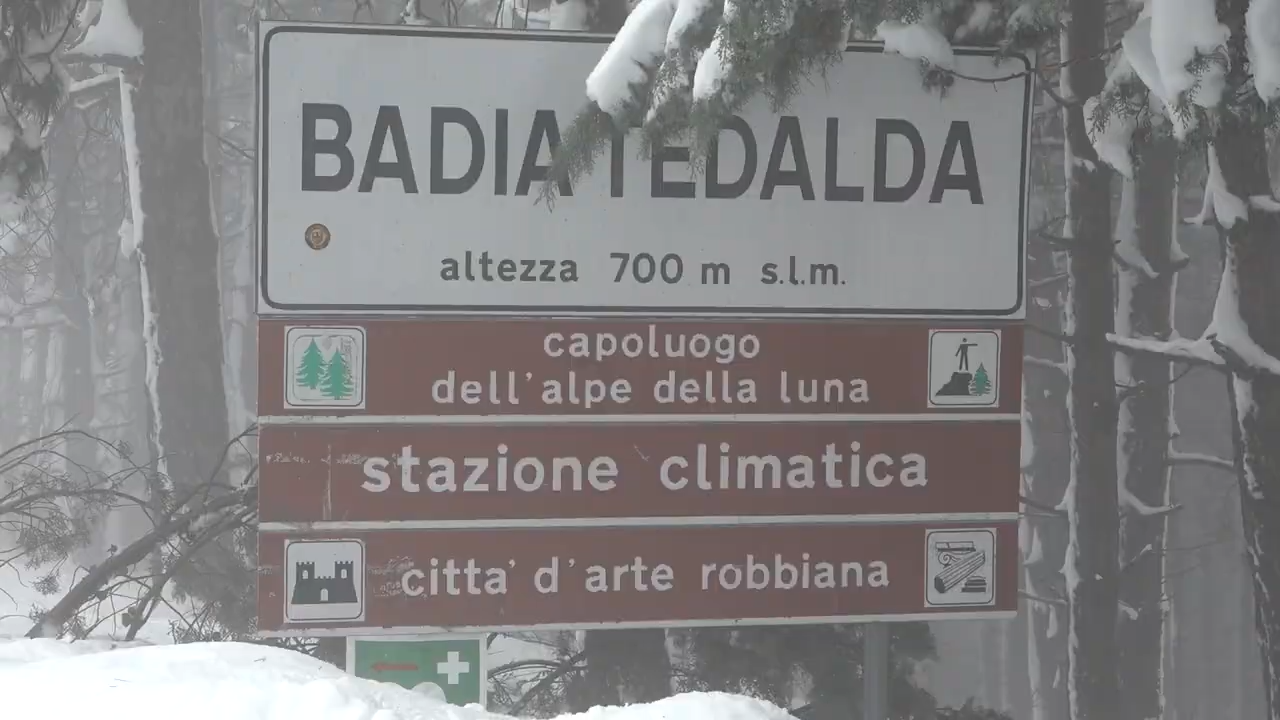 BADIA TEDALDA
altezza 700 m s.l.m.
capoluogo
dell'alpe della luna
stazione climatica
citta' d'arte robbiana